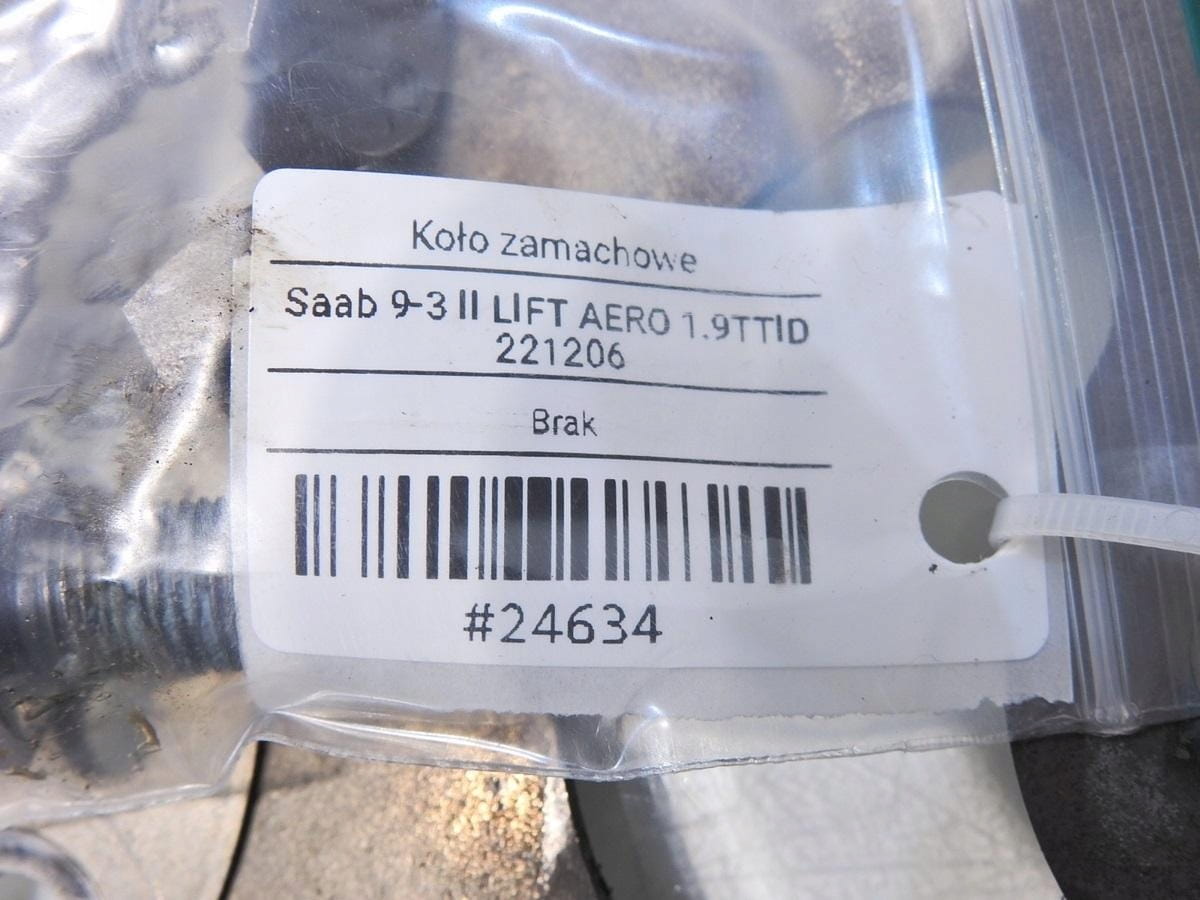 Koło zamachowe
Saab 9-3 II LIFT AERO 1.9TTID
221206
Brak
#24634